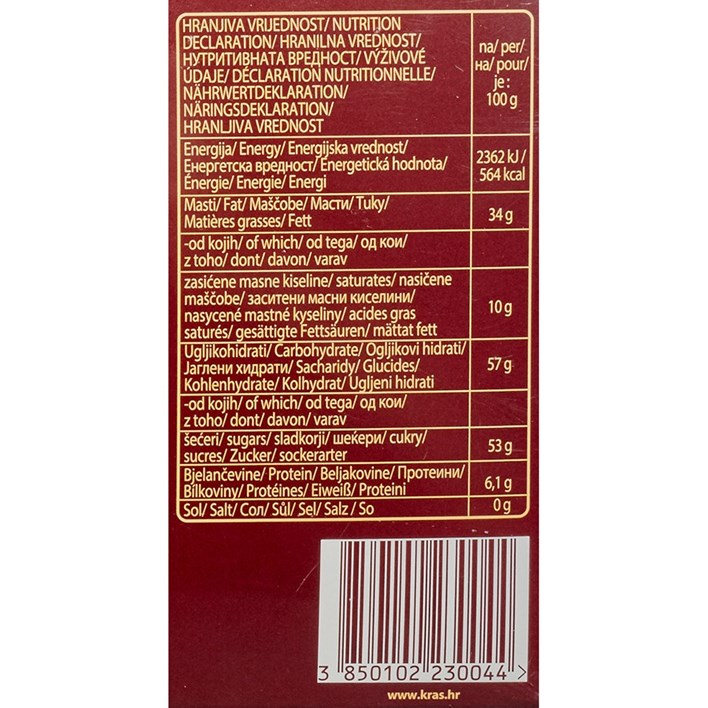 HRANJIVA VRIJEDNOST/ NUTRITION
DECLARATION/ HRANILNA VREDNOST/
НУТРИТИВНАТА ВРЕДНОСТ/ VÝŽIVOVÉ
ÚDAJE/ DÉCLARATION NUTRITIONNELLE/
NÄHRWERTDEKLARATION/
NÄRINGSDEKLARATION/
HRANLJIVA VREDNOST
na/ per/
на/ pour/
je :
100 g
Energija/ Energy/ Energijska vrednost/
Енергетска вредност/ Energetická hodnota/
Énergie/ Energie/ Energi
2362 kJ /
564 kcal
Masti/ Fat/ Maščobe/ Масти/ Tuky/
Matières grasses/ Fett
34 g
-od kojih/ of which/ od tega/ од кои/
z toho/ dont/ davon/ varav
zasićene masne kiseline/ saturates/ nasičene
maščobe/ заситени масни киселини/
nasycené mastné kyseliny/ acides gras
saturés/ gesättigte Fettsäuren/ mättat fett
10 g
Ugljikohidrati/ Carbohydrate/ Ogljikovi hidrati/
Јаглени хидрати/ Sacharidy/ Glucides/
Kohlenhydrate/ Kolhydrat/ Ugljeni hidrati
57 g
-od kojih/ of which/ od tega/ од кои/
z toho/ dont/ davon/ varav
šećeri/ sugars/ sladkorji/ шеќери/ cukry/
sucres/ Zucker/ sockerarter
53 g
Bjelančevine/ Protein/ Beljakovine/ Протеини/
Bílkoviny/ Protéines/ Eiweiß/ Proteini
6,1 g
Sol/ Salt/ Сол/ Sůl/ Sel/ Salz / So
0 g
3 850102 230044 >
www.kras.hr